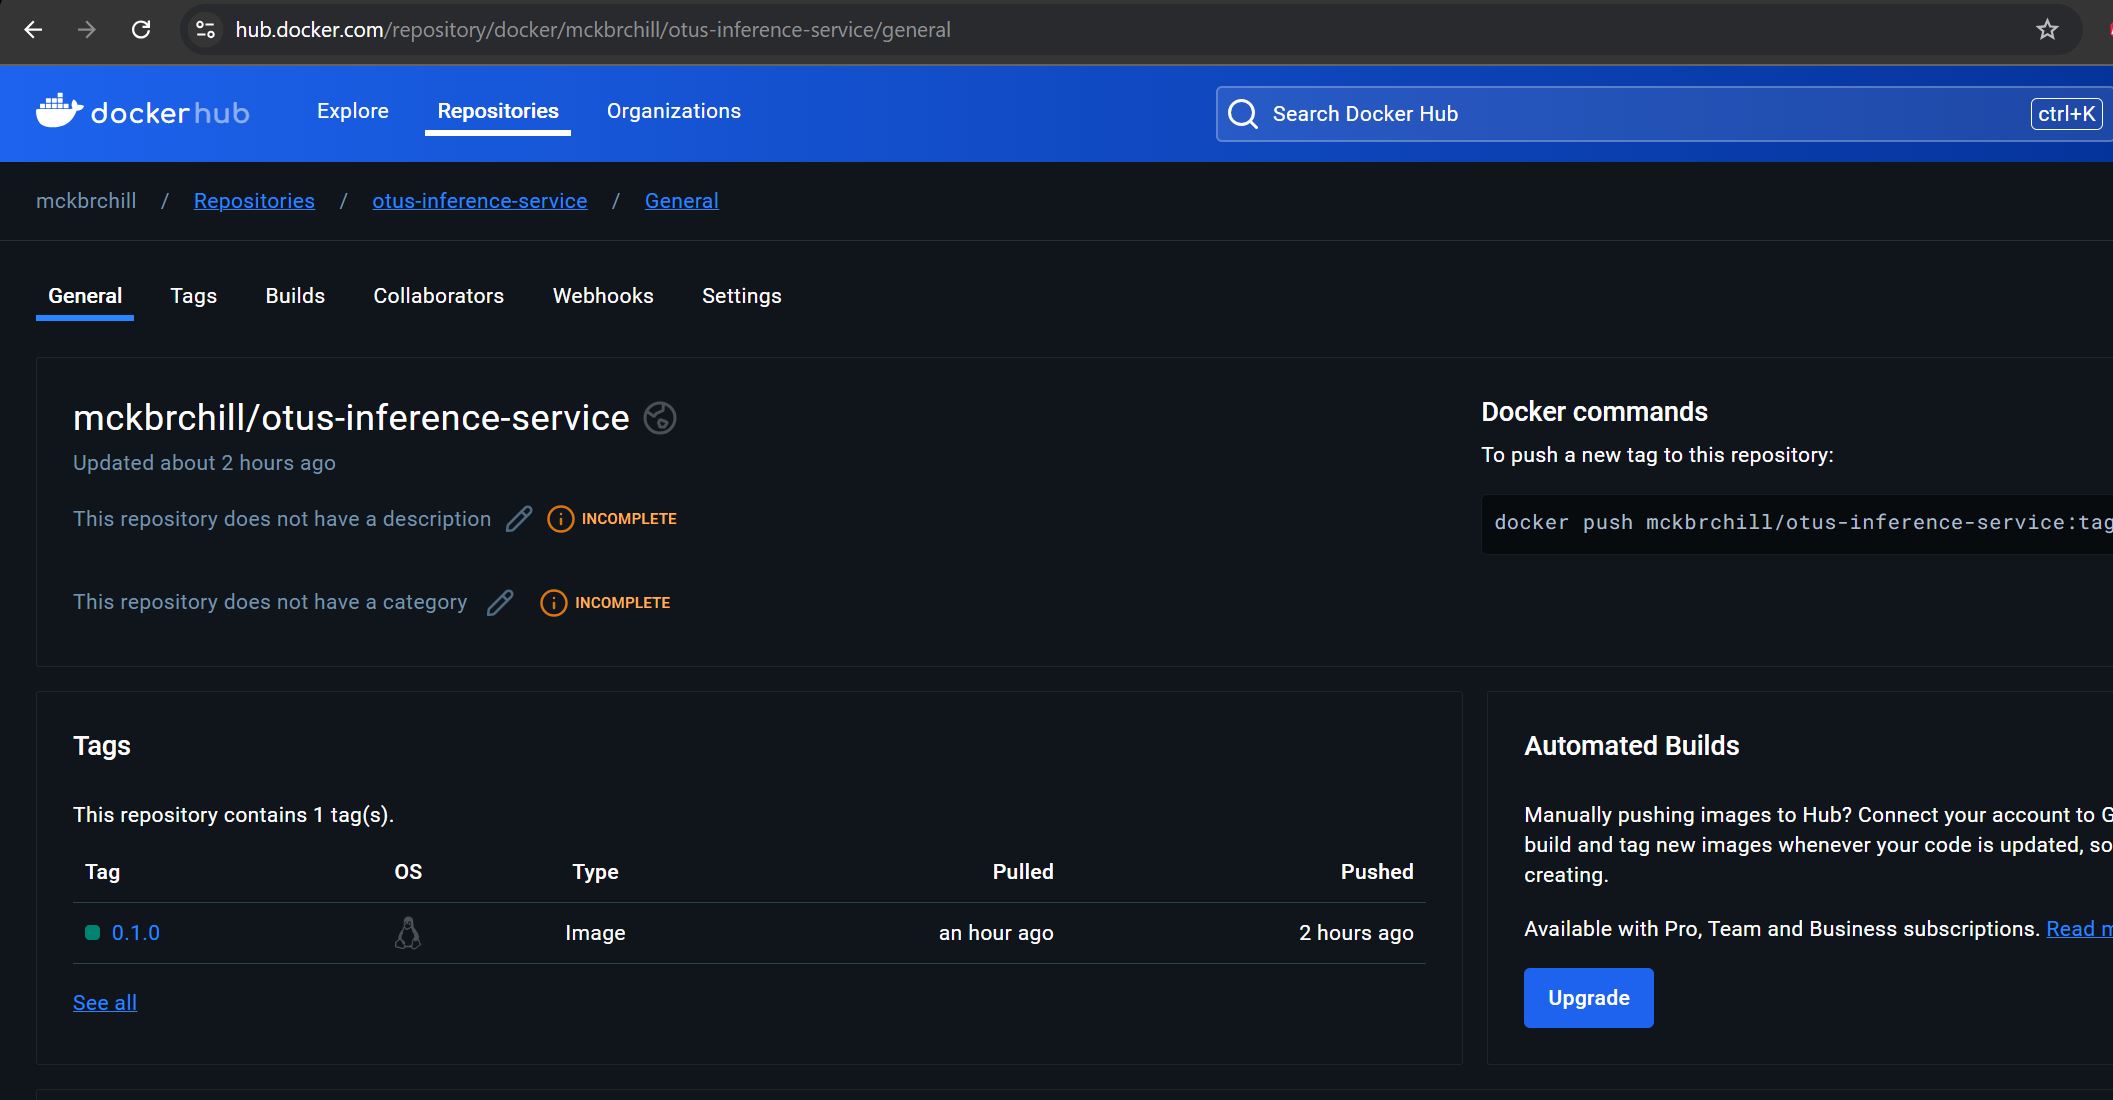 hub.docker.com/repository/docker/mckbrchill/otus-inference-service/general
dockerhub Explore Repositories Organizations Search Docker Hub ctrl+K
mckbrchill / Repositories / otus-inference-service / General
General Tags Builds Collaborators Webhooks Settings
mckbrchill/otus-inference-service
Updated about 2 hours ago
This repository does not have a description INCOMPLETE
This repository does not have a category INCOMPLETE
Docker commands
To push a new tag to this repository:
docker push mckbrchill/otus-inference-service:tag
Tags
This repository contains 1 tag(s).
Tag OS Type Pulled Pushed
0.1.0 Image an hour ago 2 hours ago
See all
Automated Builds
Manually pushing images to Hub? Connect your account to G
build and tag new images whenever your code is updated, so
creating.
Available with Pro, Team and Business subscriptions. Read m
Upgrade